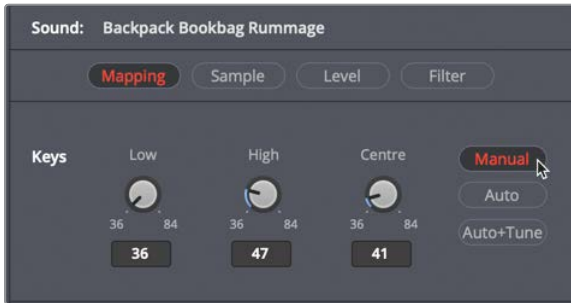 Sound: Backpack Bookbag Rummage
Mapping Sample Level Filter
Keys Low High Centre Manual
Auto
36 84 36 84 36 84
Auto+Tune
36 47 41